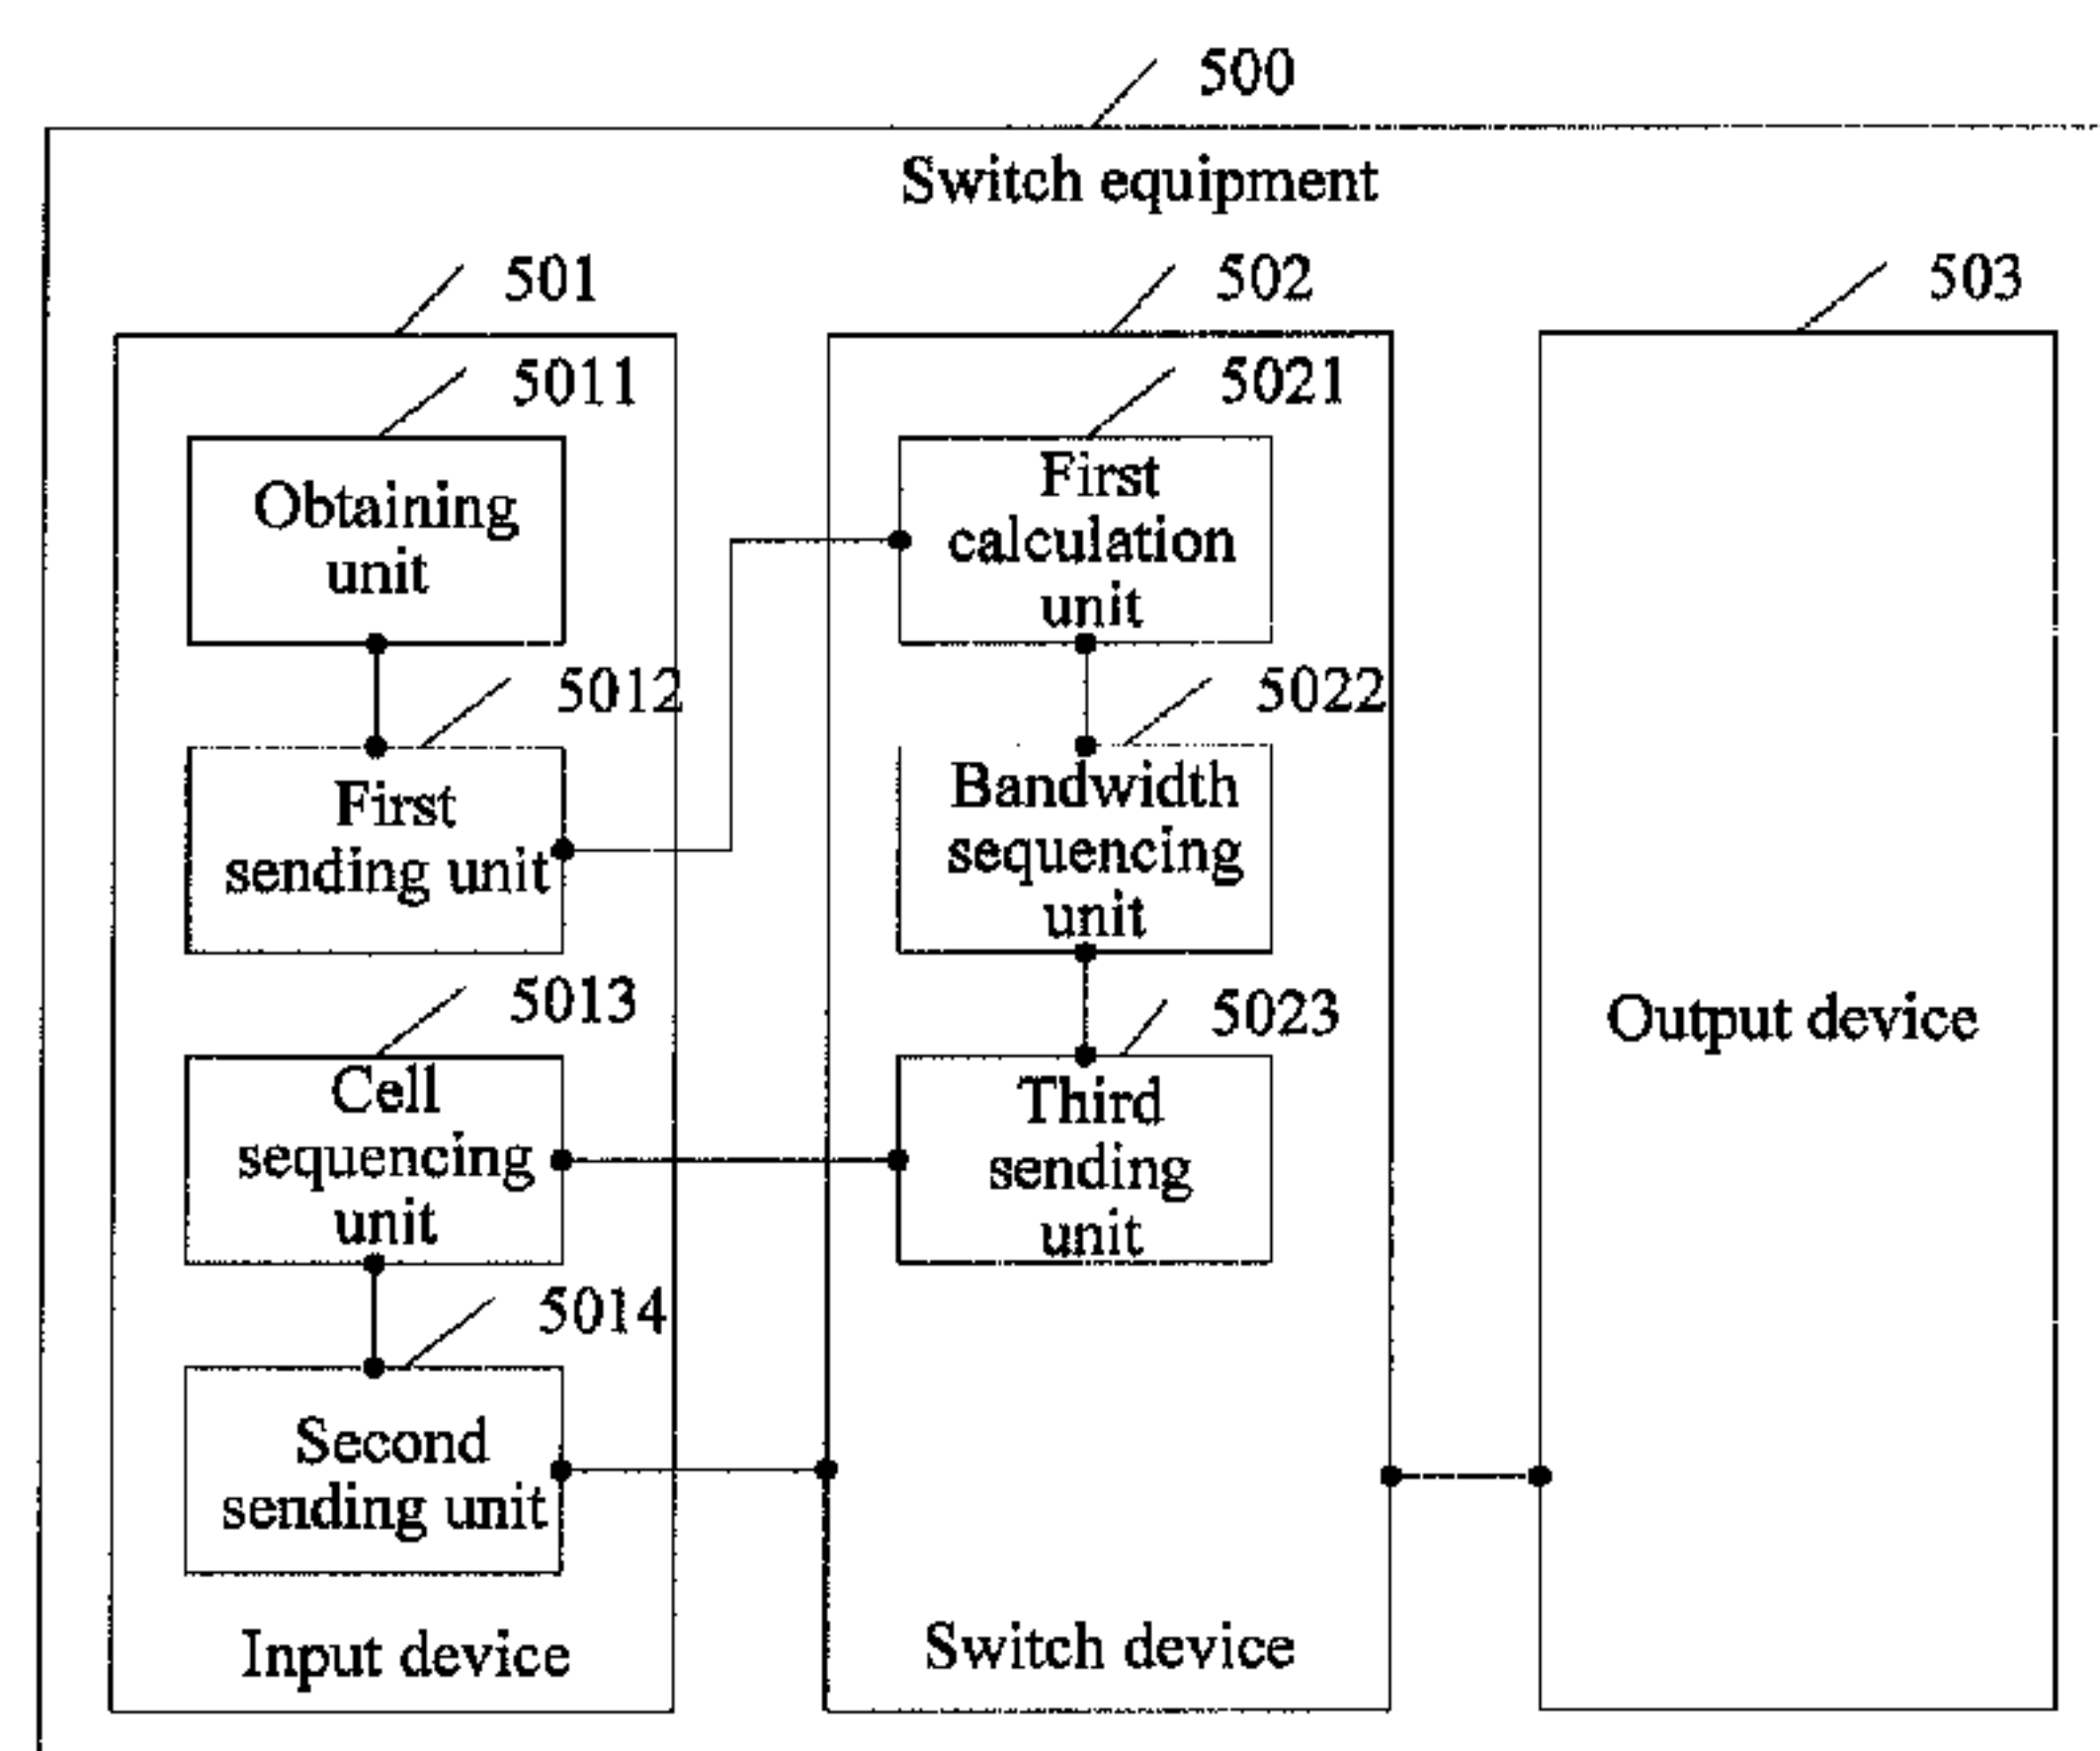 500
Switch equipment
501
502
503
5011
5021
Obtaining
unit
First
calculation
unit
5012
5022
First
sending unit
Bandwidth
sequencing
unit
5013
5023
Cell
sequencing
unit
Third
sending
unit
Output device
5014
Second
sending unit
Input device
Switch device